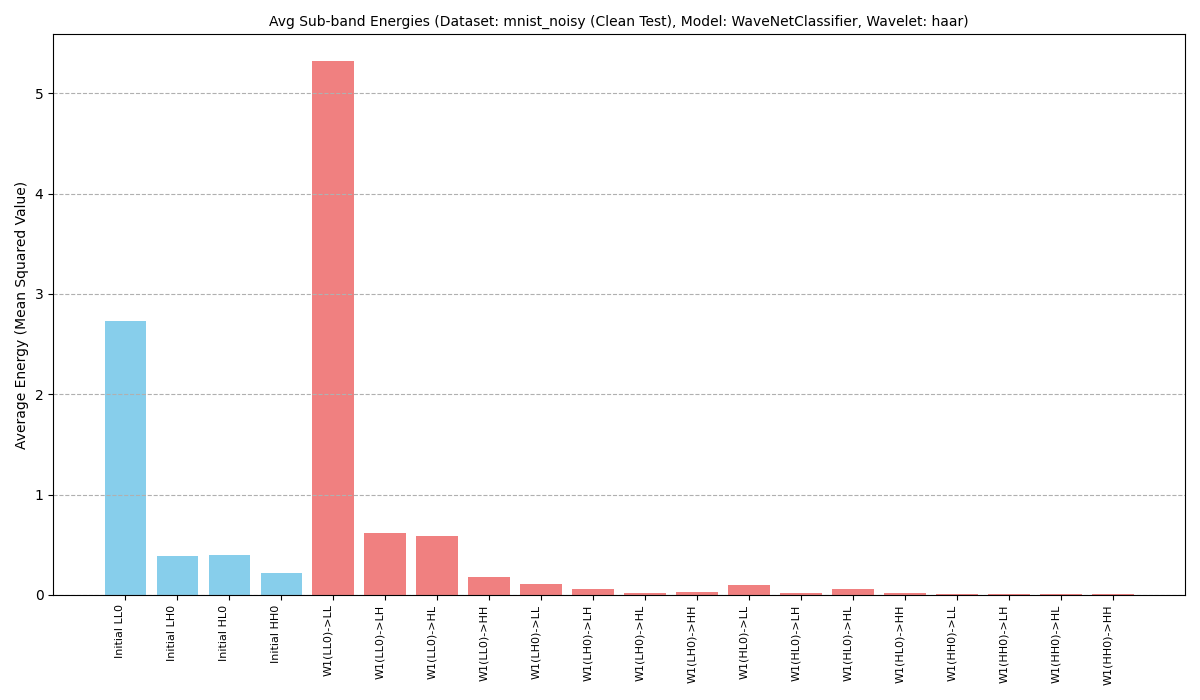 Avg Sub-band Energies (Dataset: mnist_noisy (Clean Test), Model: WaveNetClassifier, Wavelet: haar)
Average Energy (Mean Squared Value)
5
4
3
2
1
0
Initial LL0
Initial LH0
Initial HL0
Initial HH0
W1(LL0)->LL
W1(LL0)->LH
W1(LL0)->HL
W1(LL0)->HH
W1(LH0)->LL
W1(LH0)->LH
W1(LH0)->HL
W1(LH0)->HH
W1(HL0)->LL
W1(HL0)->LH
W1(HL0)->HL
W1(HL0)->HH
W1(HH0)->LL
W1(HH0)->LH
W1(HH0)->HL
W1(HH0)->HH